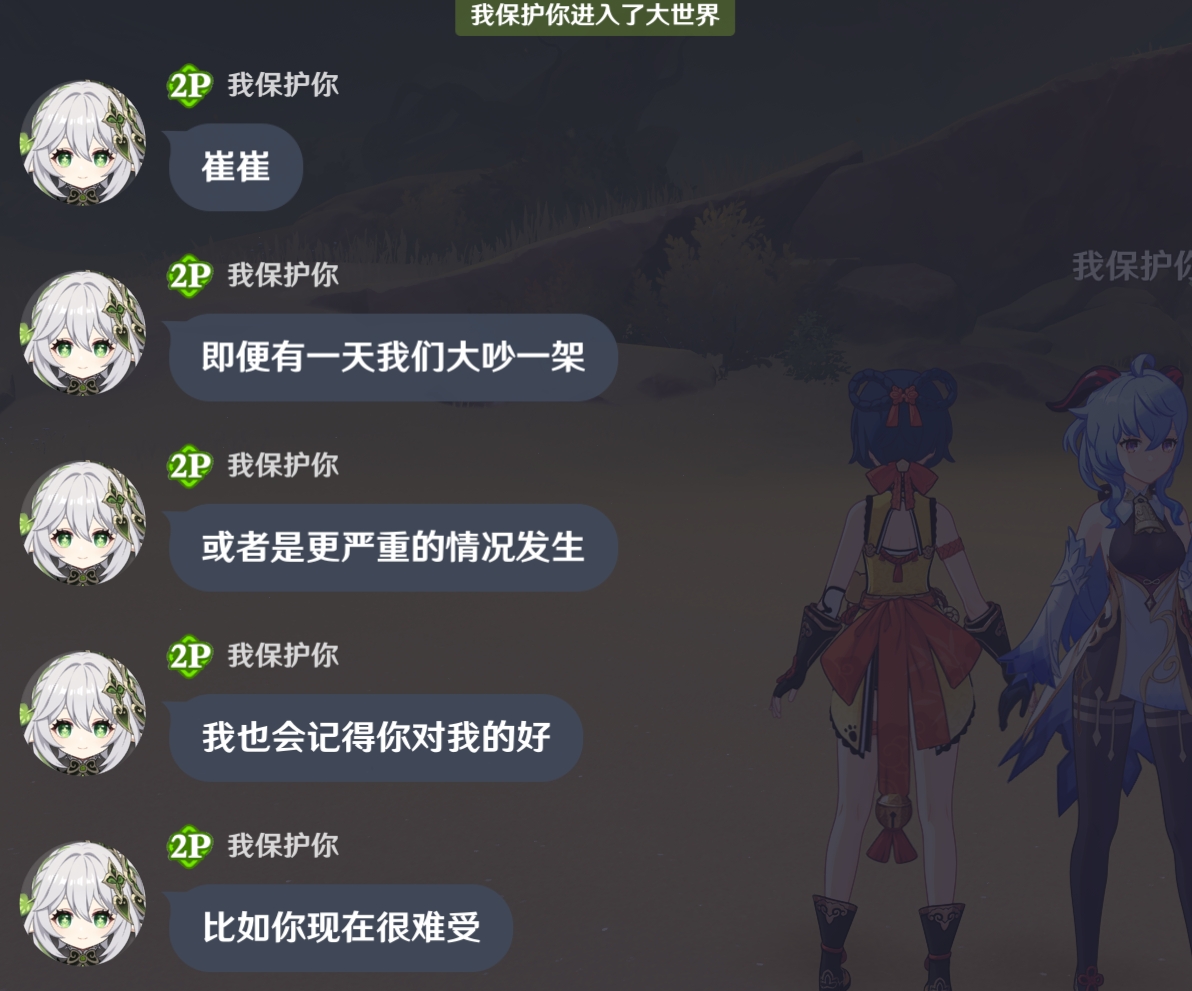 我保护你进入了大世界
2P 我保护你
崔崔
2P 我保护你
即便有一天我们大吵一架
我保护你
2P 我保护你
或者是更严重的情况发生
2P 我保护你
我也会记得你对我的好
2P 我保护你
比如你现在很难受